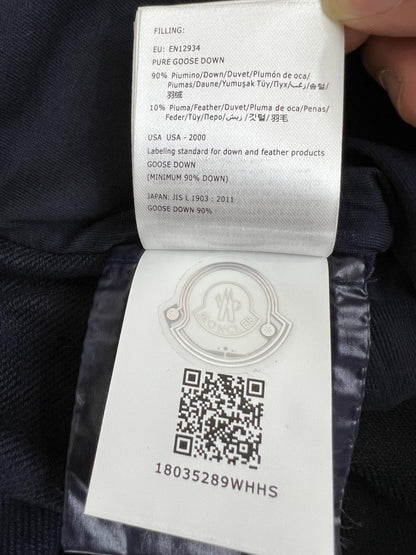 FILLING:
EU: EN12934
PURE GOOSE DOWN
90% Piumino/Down/Duvet/Plumón de oca/
Piumas/Daune/Yumuşak Tüy/Пух/زغب/솜털/
羽绒
10% Piuma/Feather/Duvet/Pluma de oca/Penas/
Feder/Tüy/Перо/ريش/깃털/羽毛
USA USA - 2000
Labeling standard for down and feather products
GOOSE DOWN
(MINIMUM 90% DOWN)
JAPAN: JIS L 1903 : 2011
GOOSE DOWN 90%
MONCLER
18035289WHHS